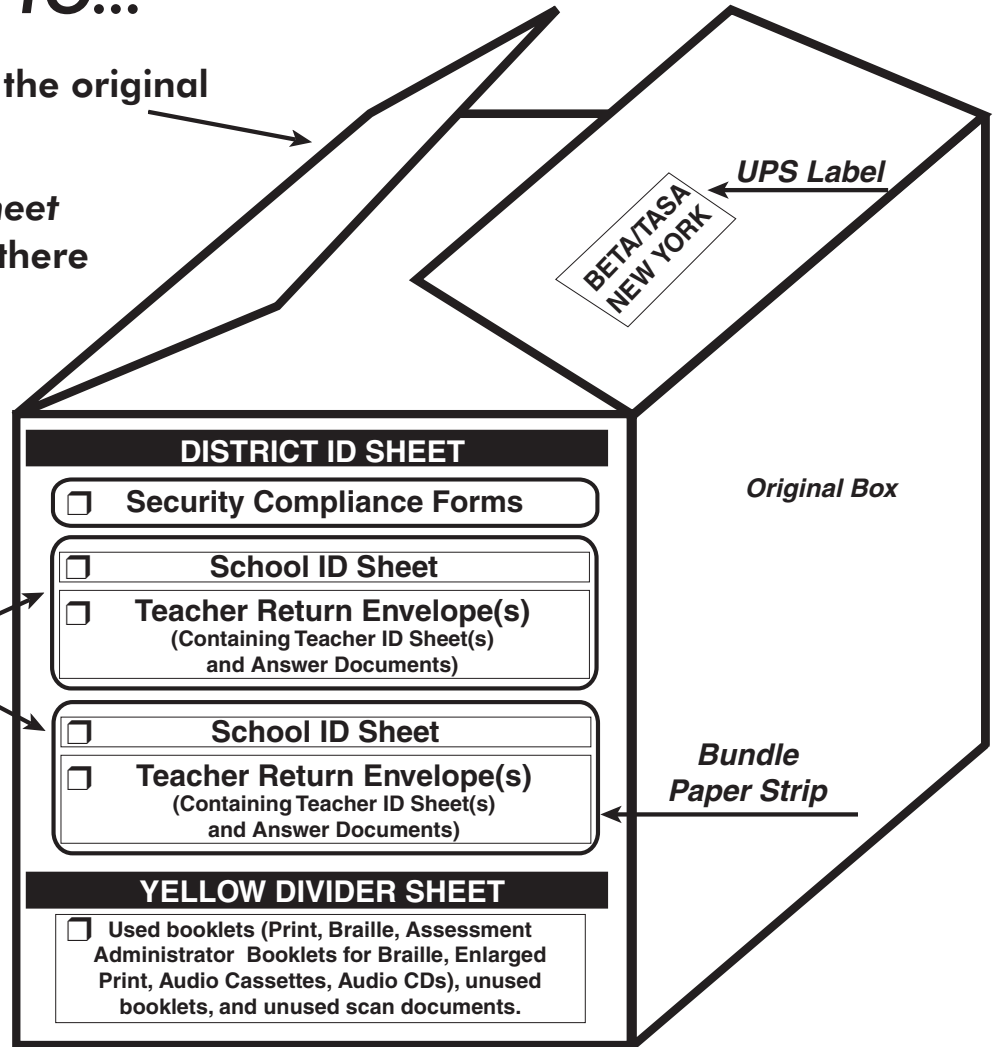 TO...
the original
heet
there
UPS Label
BETA/TASA
NEW YORK
Original Box
DISTRICT ID SHEET
Security Compliance Forms
School ID Sheet
Teacher Return Envelope(s)
(Containing Teacher ID Sheet(s)
and Answer Documents)
School ID Sheet
Teacher Return Envelope(s)
(Containing Teacher ID Sheet(s)
and Answer Documents)
Bundle
Paper Strip
YELLOW DIVIDER SHEET
Used booklets (Print, Braille, Assessment
Administrator Booklets for Braille, Enlarged
Print, Audio Cassettes, Audio CDs), unused
booklets, and unused scan documents.